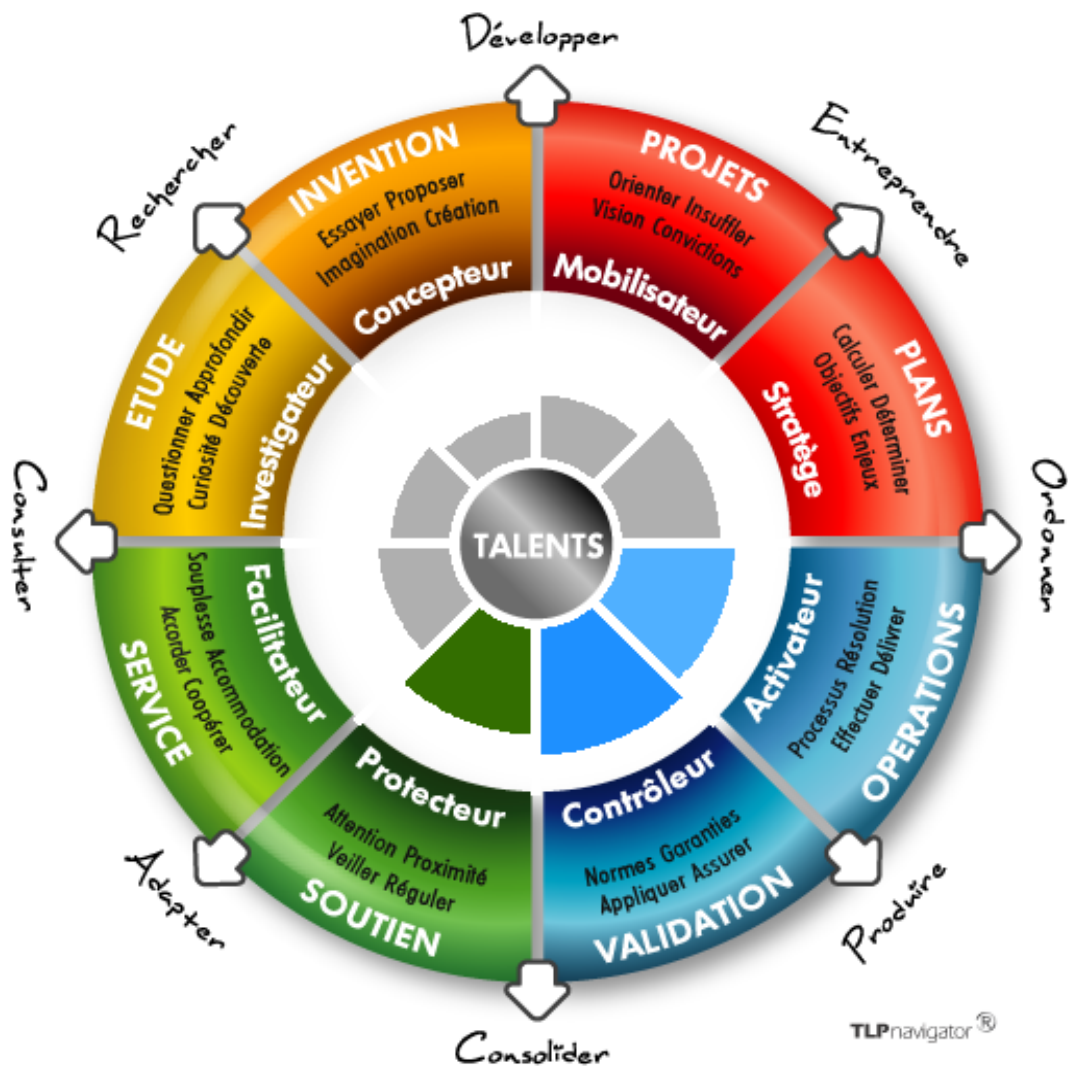 Développer
Entreprendre
Ordonner
Produire
Consolider
Adapter
Consulter
Rechercher
INVENTION
Essayer Proposer
Imagination Création
Concepteur
PROJETS
Orienter Insuffler
Vision Convictions
Mobilisateur
PLANS
Calculer Déterminer
Objectifs Enjeux
Stratège
OPERATIONS
Effectuer Délivrer
Processus Résolution
Activateur
Contrôleur
Normes Garanties
Appliquer Assurer
VALIDATION
Protecteur
Attention Proximité
Veiller Réguler
SOUTIEN
Facilitateur
Souplesse Accommodation
Accorder Coopérer
SERVICE
ETUDE
Questionner Approfondir
Curiosité Découverte
Investigateur
TALENTS
TLPnavigator ®